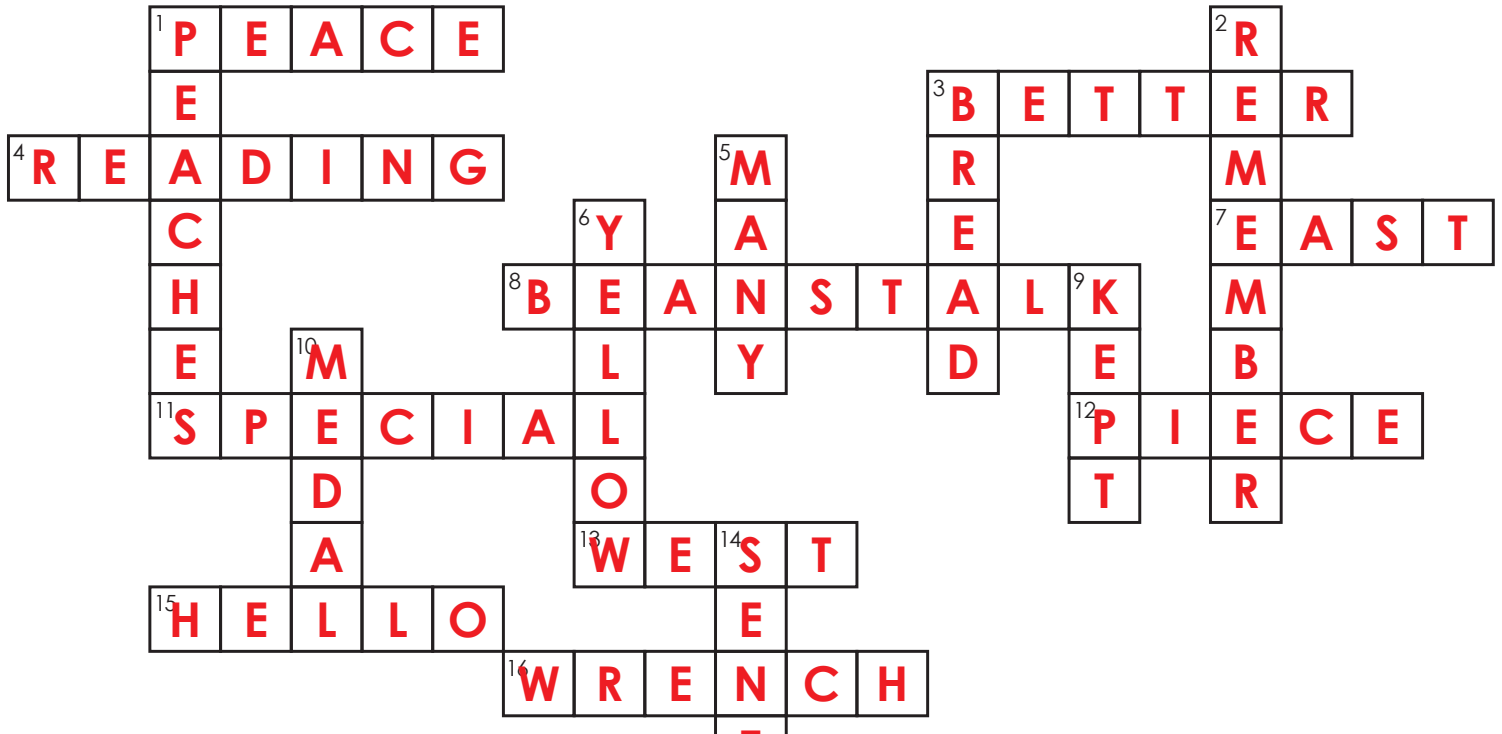 1 P E A C E 2 R
E 3 B E T T E R
4 R E A D I N G 5 M R M
C 6 Y A E 7 E A S T
H 8 B E A N S T A L 9 K M
E 10 M L Y D E B
11 S P E C I A L 12 P I E C E
D O T R
A 13 W E 14 S T
15 H E L L O E
16 W R E N C H